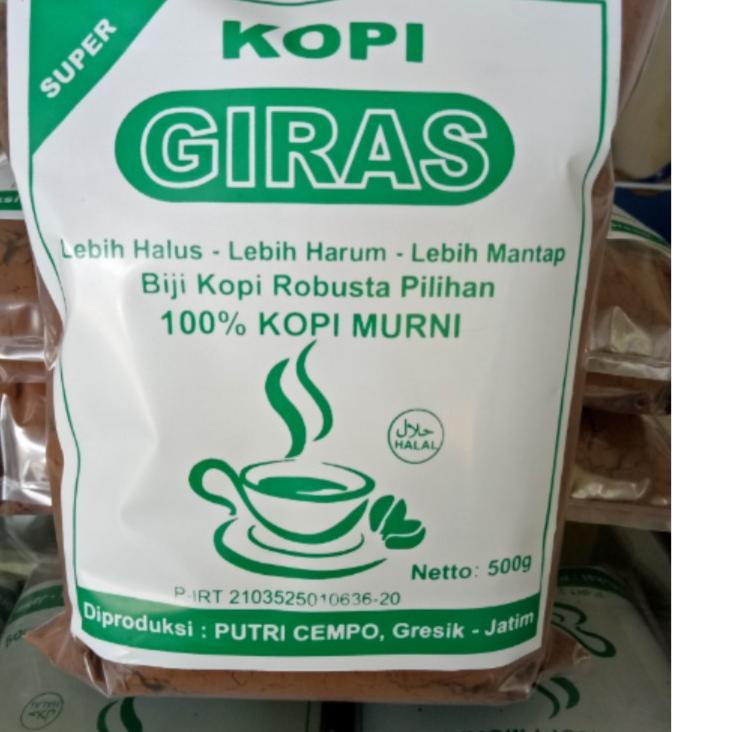 SUPER
KOPI
GIRAS
Lebih Halus - Lebih Harum - Lebih Mantap
Biji Kopi Robusta Pilihan
100% KOPI MURNI
حلال
HALAL
Netto: 500g
P-IRT 2103525010636-20
Diproduksi : PUTRI CEMPO, Gresik - Jatim